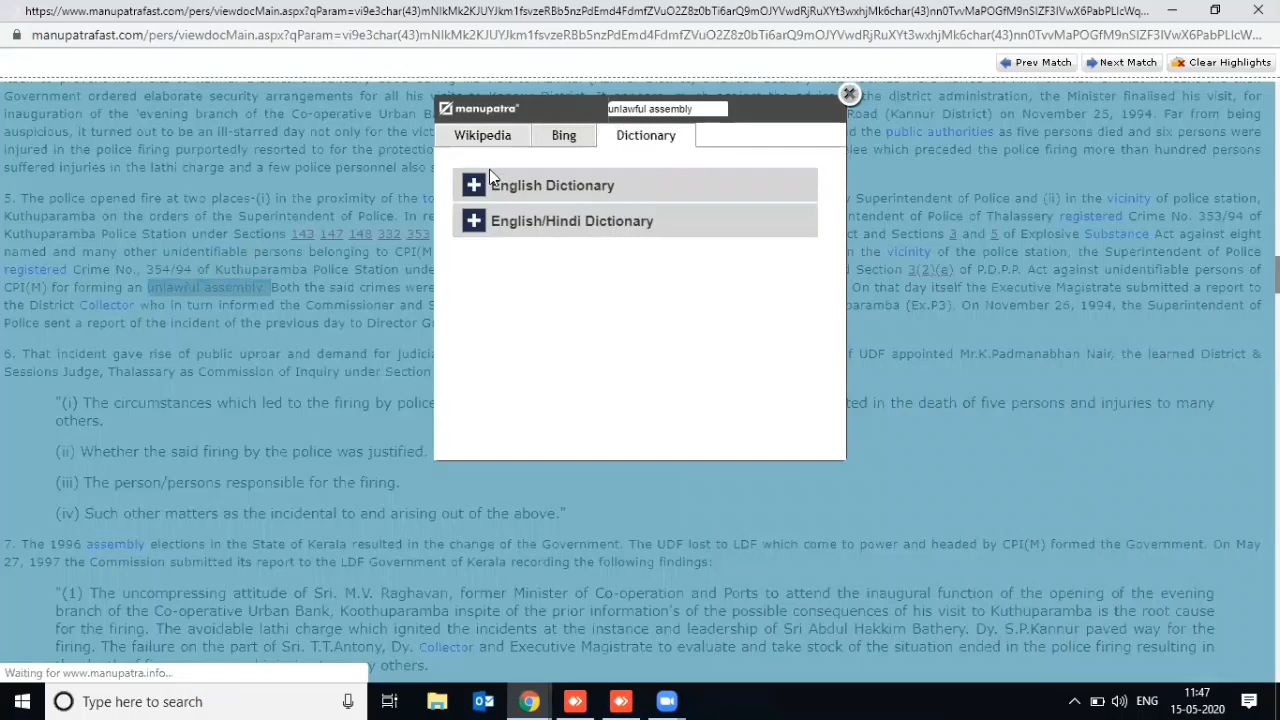 https://www.manupatrafast.com/pers/viewdocMain.aspx?qParam=vi9e3char(43)mNIkMk2KJUYJkm1fsvzeRBb5nzPdEmd4FdmfZVuO2Z8z0bTrQ9mOJYVwdRjRuXYt3wxhjMk6char(43)nn0TvvMaPROFSnSIZF3IVwX6PabPLIcWq...
manupatrafast.com/pers/viewdocMain.aspx?qParam=vi9e3char(43)mNIkMk2KJUYJkm1fsvzeRBb5nzPdEmd4FdmfZVuO2Z8z0bTrQ9mOJYVwdRjRuXYt3wxhjMk6char(43)nn0TvvMaPROFSnSIZF3IVwX6PabPLIcW...
Prev Match Next Match Clear Highlights
Government ordered elaborate security arrangements for all his the district administration, the Minister finalised his visit, for
inauguration of the 'evening branch of the Co-operative Urban Road (Kannur District) on November 25, 1994. Far from being
auspicious, it turned out to be an ill-starred day not only for the vict the public authorities as five persons died and six persons were
injured in the police firing purportedly resorted to for the protectio which preceded the police firing more than hundred persons
suffered injuries in the lathi charge and a few police personnel also
manupatra unlawful assembly
Wikipedia Bing Dictionary
English Dictionary
English/Hindi Dictionary
5. The police opened fire at two places-(i) in the proximity of the Superintendent of Police and (ii) in the vicinity of police station,
Kuthuparamba on the orders of the Superintendent of Police. In Superintendent of Police of Thalassery registered Crime No. 353/94 of
Kuthuparamba Police Station under Sections 143 147 148 332 353 and Sections 3 and 5 of Explosive Substance Act against eight
named and many other unidentifiable persons belonging to CPI(M) the vicinity of the police station, the Superintendent of Police
registered Crime No., 354/94 of Kuthuparamba Police Station Section 3(2)(e) of P.D.P.P. Act against unidentifiable persons of
CPI(M) for forming an unlawful assembly. Both the said crimes were On that day itself the Executive Magistrate submitted a report to
the District Collector who in turn informed the Commissioner and (Ex.P3). On November 26, 1994, the Superintendent of
Police sent a report of the incident of the previous day to Director
6. That incident gave rise of public uproar and demand for of UDF appointed Mr.K.Padmanabhan Nair, the learned District &
Sessions Judge, Thalassary as Commission of Inquiry under Section
"(i) The circumstances which led to the firing by police in the death of five persons and injuries to many
others.
(ii) Whether the said firing by the police was justified.
(iii) The person/persons responsible for the firing.
(iv) Such other matters as the incidental to and arising out of the above."
7. The 1996 assembly elections in the State of Kerala resulted in the change of the Government. The UDF lost to LDF which come to power and headed by CPI(M) formed the Government. On May
27, 1997 the Commission submitted its report to the LDF Government of Kerala recording the following findings:
"(1) The uncompressing attitude of Sri. M.V. Raghavan, former Minister of Co-operation and Ports to attend the inaugural function of the opening of the evening
branch of the Co-operative Urban Bank, Koothuparamba inspite of the prior information's of the possible consequences of his visit to Kuthuparamba is the root cause
for the firing. The avoidable lathi charge which ignited the incidents at the instance and leadership of Sri Abdul Hakkim Bathery. Dy. S.P.Kannur paved way for the
firing. The failure on the part of Sri. T.T.Antony, Dy. Collector and Executive Magistrate to evaluate and take stock of the situation ended in the police firing resulting in
others.
Waiting for www.manupatra.info...
Type here to search
ENG
11:47
15-05-2020